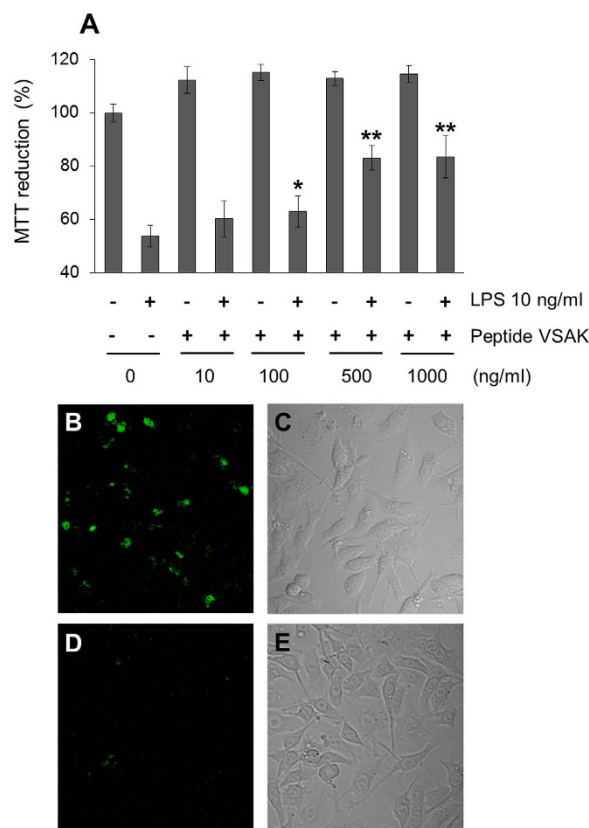 A
MTT reduction (%)
120
100
80
60
40
* ** **
- + - + - + - + - + LPS 10 ng/ml
- - + + + + + + + + Peptide VSAK
0 10 100 500 1000 (ng/ml)
B C
D E